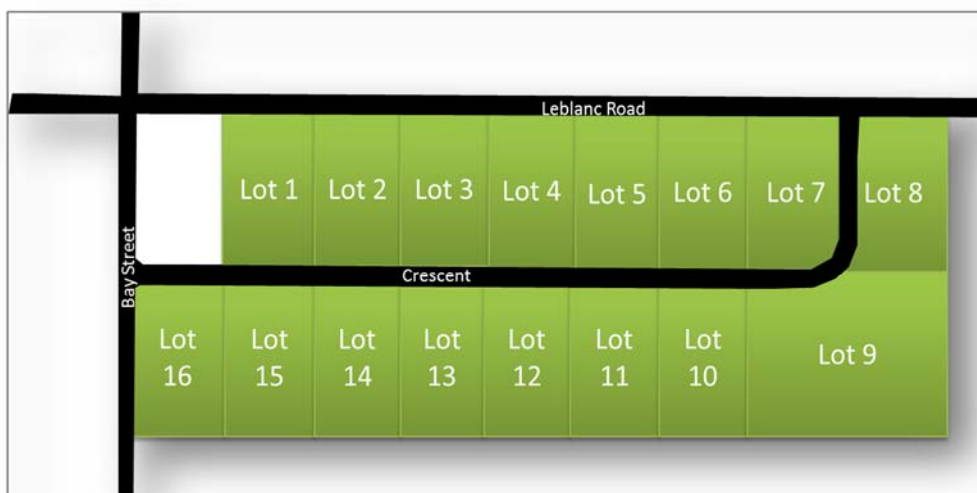 Leblanc Road
Lot 1
Lot 2
Lot 3
Lot 4
Lot 5
Lot 6
Lot 7
Lot 8
Bay Street
Crescent
Lot
16
Lot
15
Lot
14
Lot
13
Lot
12
Lot
11
Lot
10
Lot 9